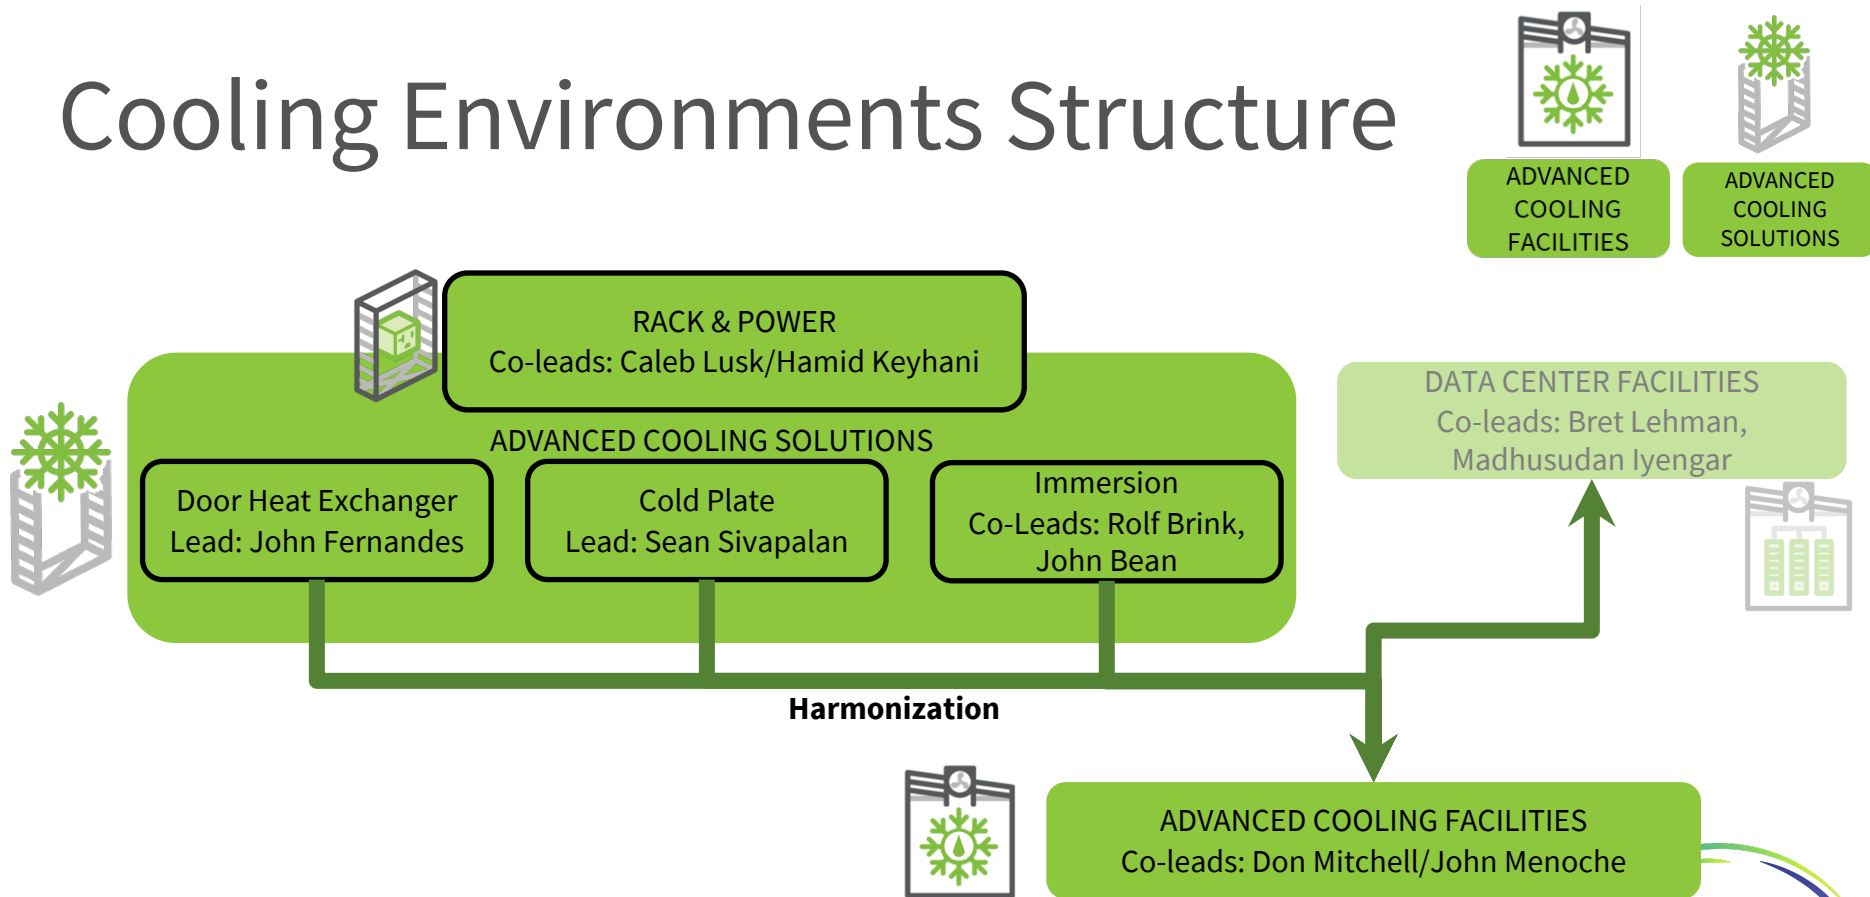 Cooling Environments Structure
ADVANCED
COOLING
FACILITIES
ADVANCED
COOLING
SOLUTIONS
RACK & POWER
Co-leads: Caleb Lusk/Hamid Keyhani
ADVANCED COOLING SOLUTIONS
Door Heat Exchanger
Lead: John Fernandes
Cold Plate
Lead: Sean Sivapalan
Immersion
Co-Leads: Rolf Brink,
John Bean
DATA CENTER FACILITIES
Co-leads: Bret Lehman,
Madhusudan Iyengar
Harmonization
ADVANCED COOLING FACILITIES
Co-leads: Don Mitchell/John Menoche